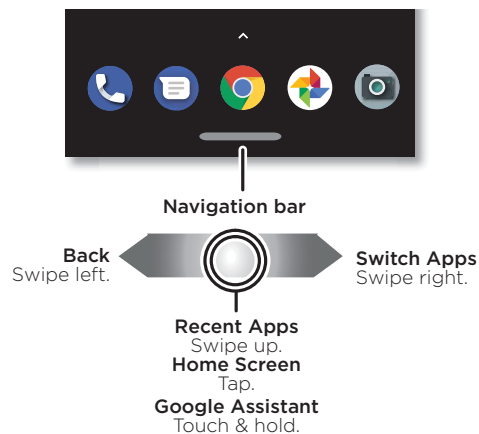 Navigation bar
Back
Swipe left.
Switch Apps
Swipe right.
Recent Apps
Swipe up.
Home Screen
Tap.
Google Assistant
Touch & hold.